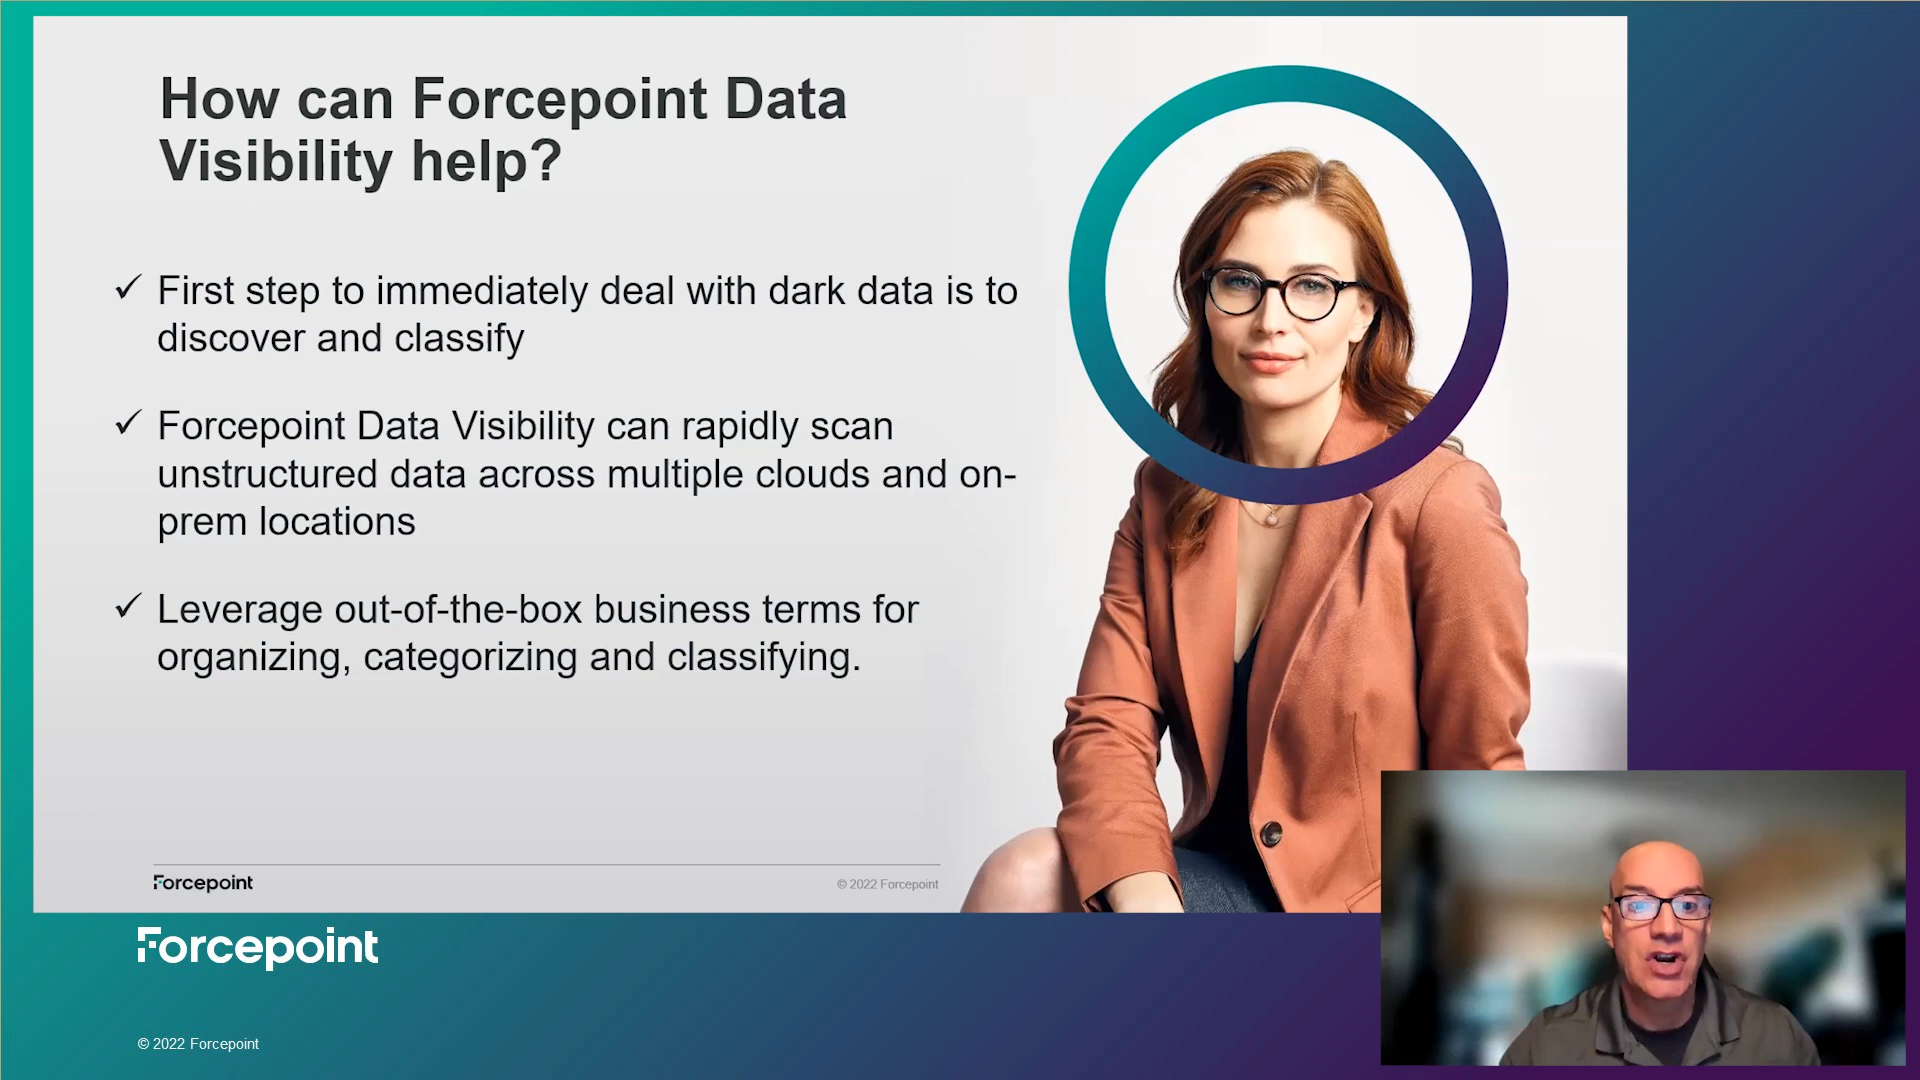 How can Forcepoint Data
Visibility help?
✓ First step to immediately deal with dark data is to
discover and classify
✓ Forcepoint Data Visibility can rapidly scan
unstructured data across multiple clouds and on-
prem locations
✓ Leverage out-of-the-box business terms for
organizing, categorizing and classifying.
Forcepoint
© 2022 Forcepoint
Forcepoint
© 2022 Forcepoint